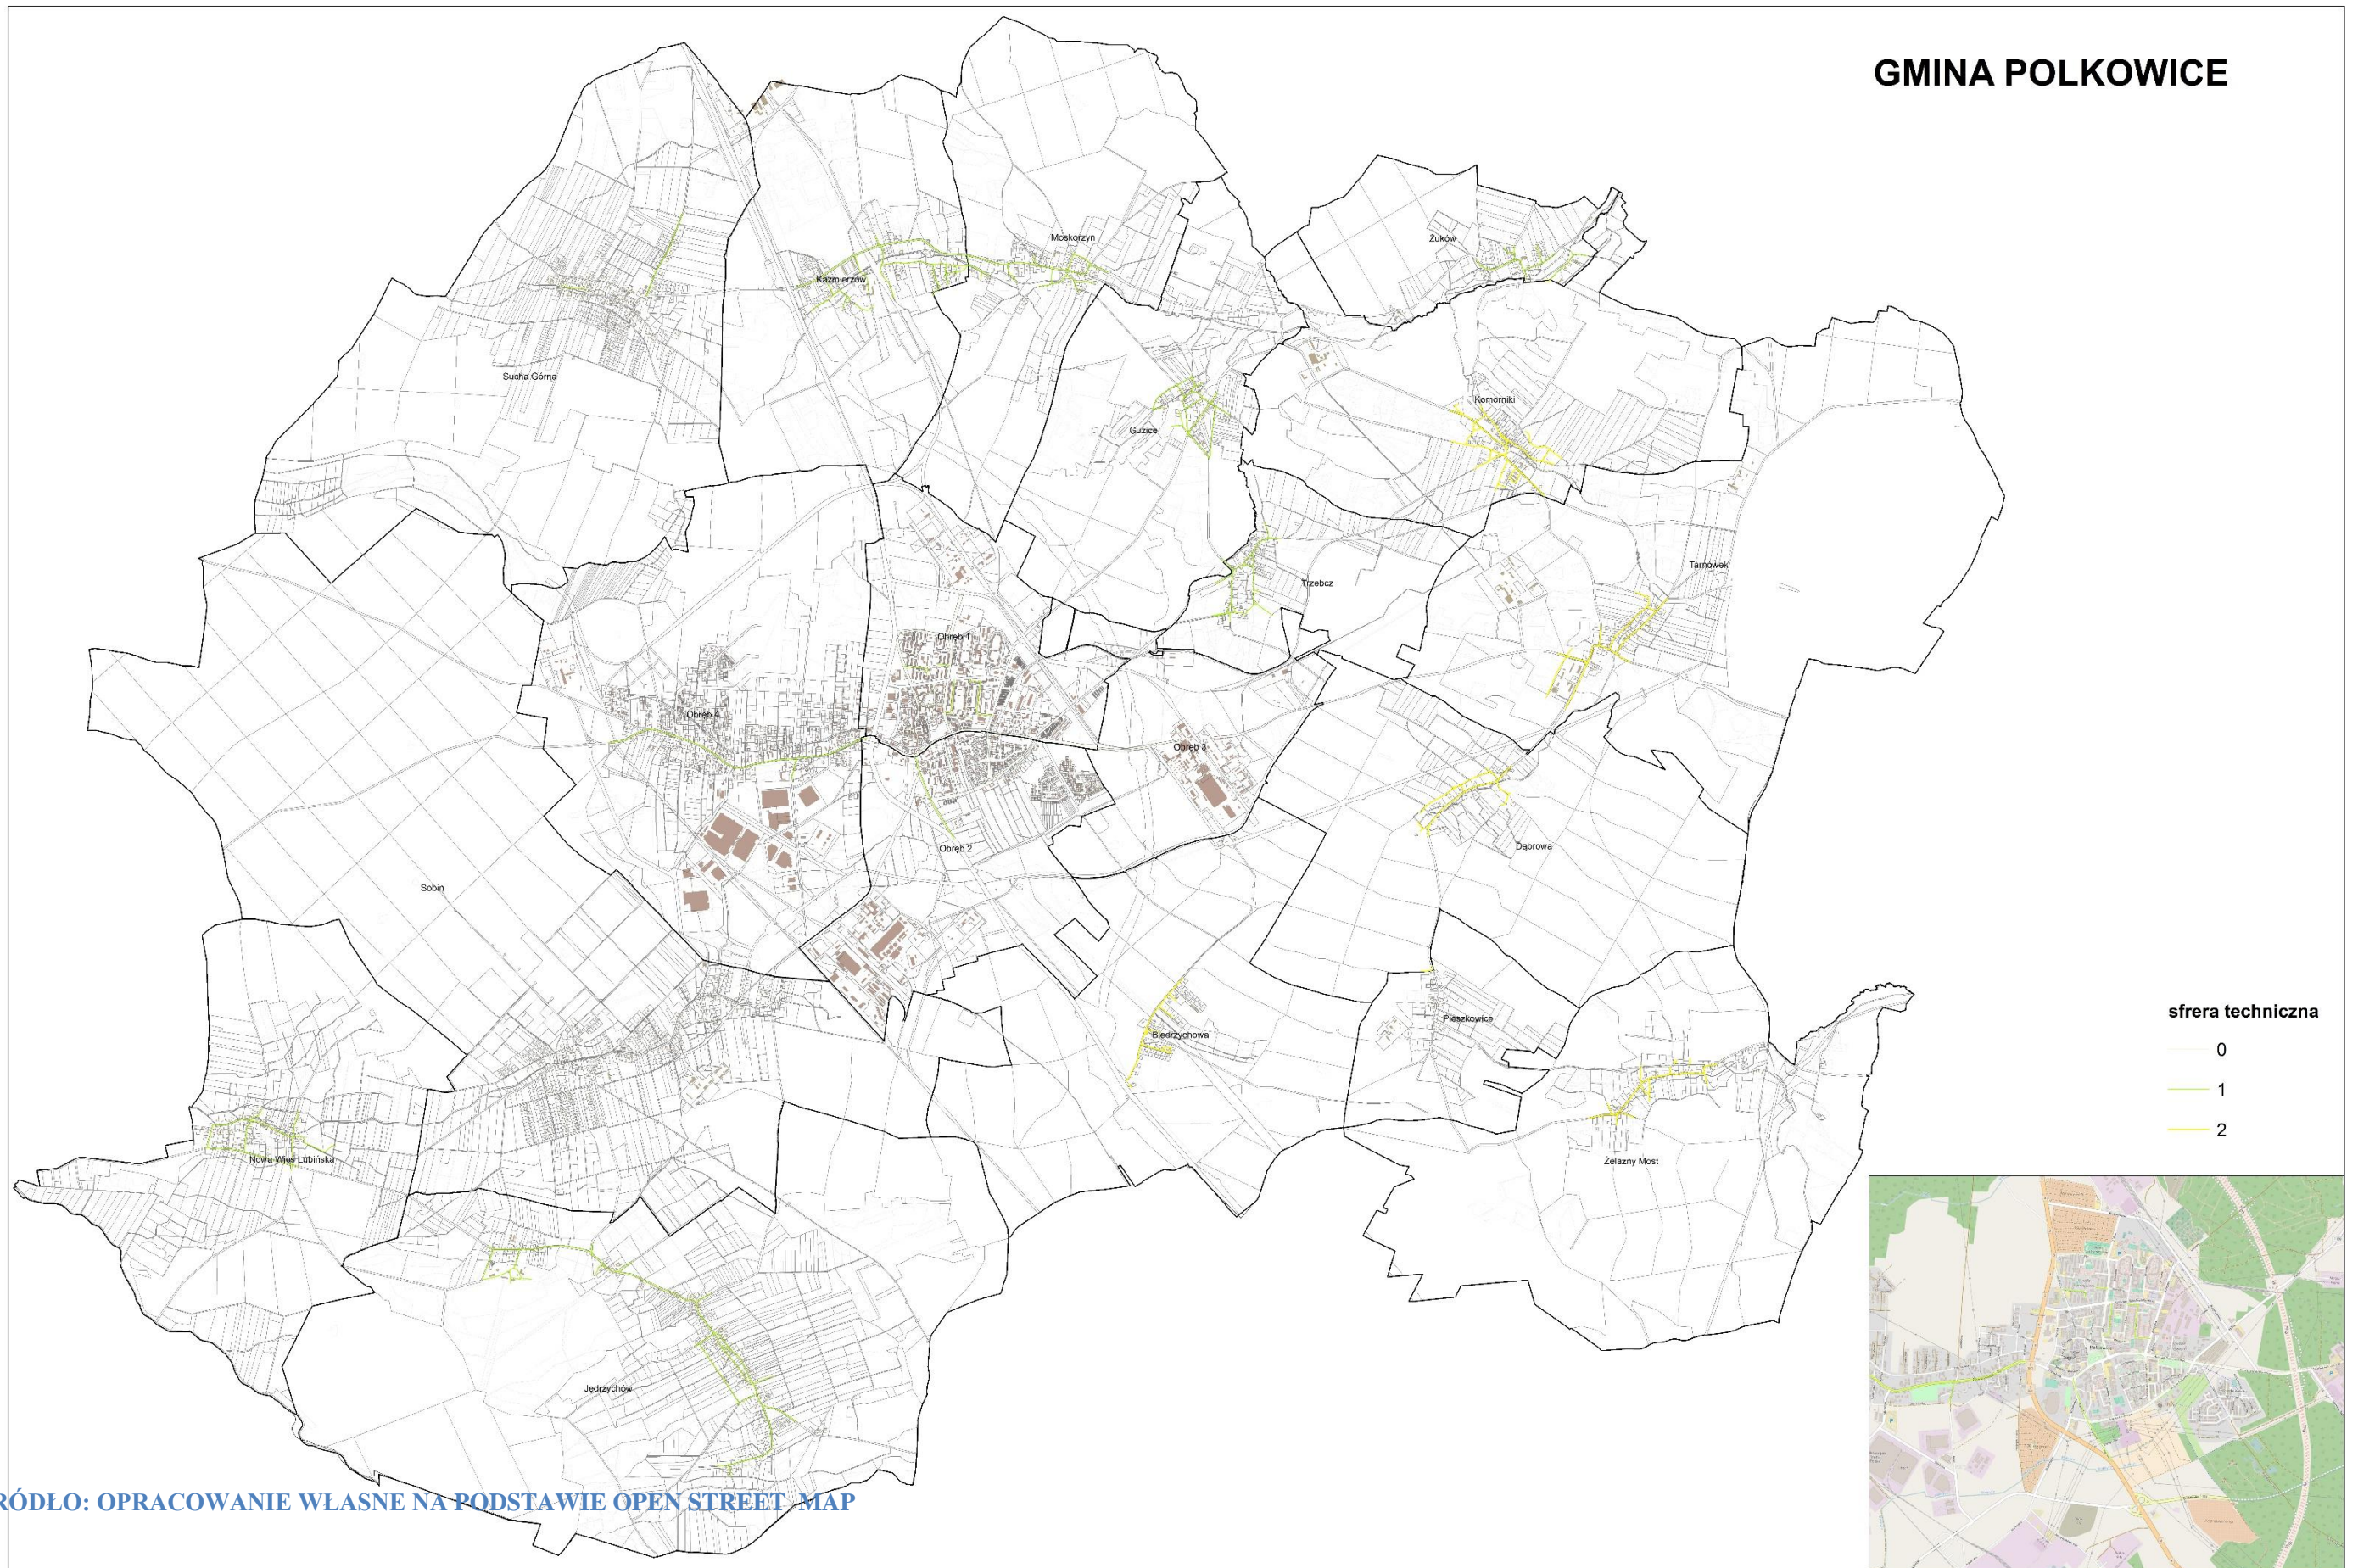 GMINA POLKOWICE
Moskorzyn
Żuków
Kaźmierzów
Sucha Górna
Komorniki
Guzice
Tarnówek
Trzebcz
Obręb 1
Obręb 4
Obręb 3
Dąbrowa
Obręb 2
Sobin
sfrera techniczna
Pieszkowice
Biedrzychowa
0
1
2
Nowa Wieś Lubińska
Żelazny Most
Jędrzychów
RÓDŁO: OPRACOWANIE WŁASNE NA PODSTAWIE OPEN STREET MAP